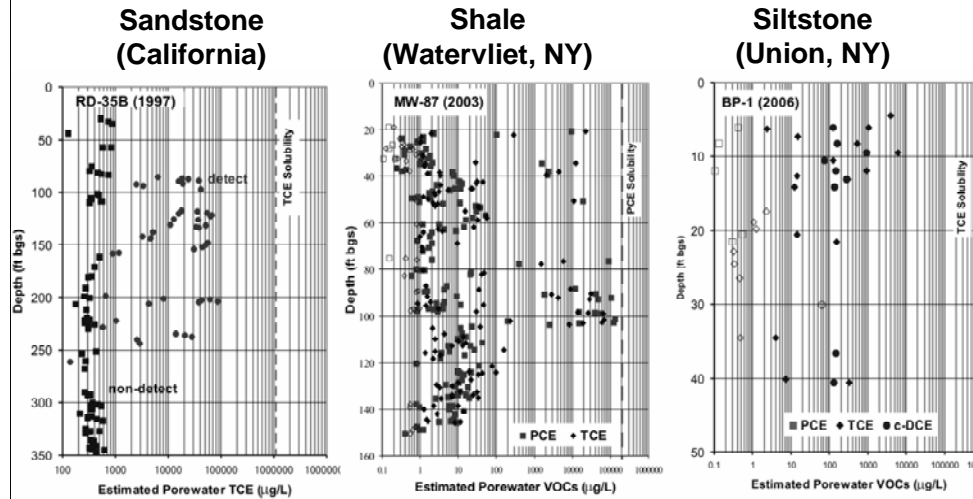 Sandstone
(California)
Shale
(Watervliet, NY)
Siltstone
(Union, NY)
RD-35B (1997)
detect
non-detect
TCE Solubility
Depth (ft bgs)
0
50
100
150
200
250
300
350
100
1000
10000
100000
1000000
Estimated Porewater TCE (µg/L)
MW-87 (2003)
PCE Solubility
Depth (ft bgs)
0
20
40
60
80
100
120
140
160
0.1
1
10
100
1000
10000
100000
PCE
TCE
Estimated Porewater VOCs (µg/L)
BP-1 (2006)
TCE Solubility
Depth (ft bgs)
0
10
20
30
40
50
0.1
1
10
100
1000
10000
PCE
TCE
c-DCE
Estimated Porewater VOCs (µg/L)